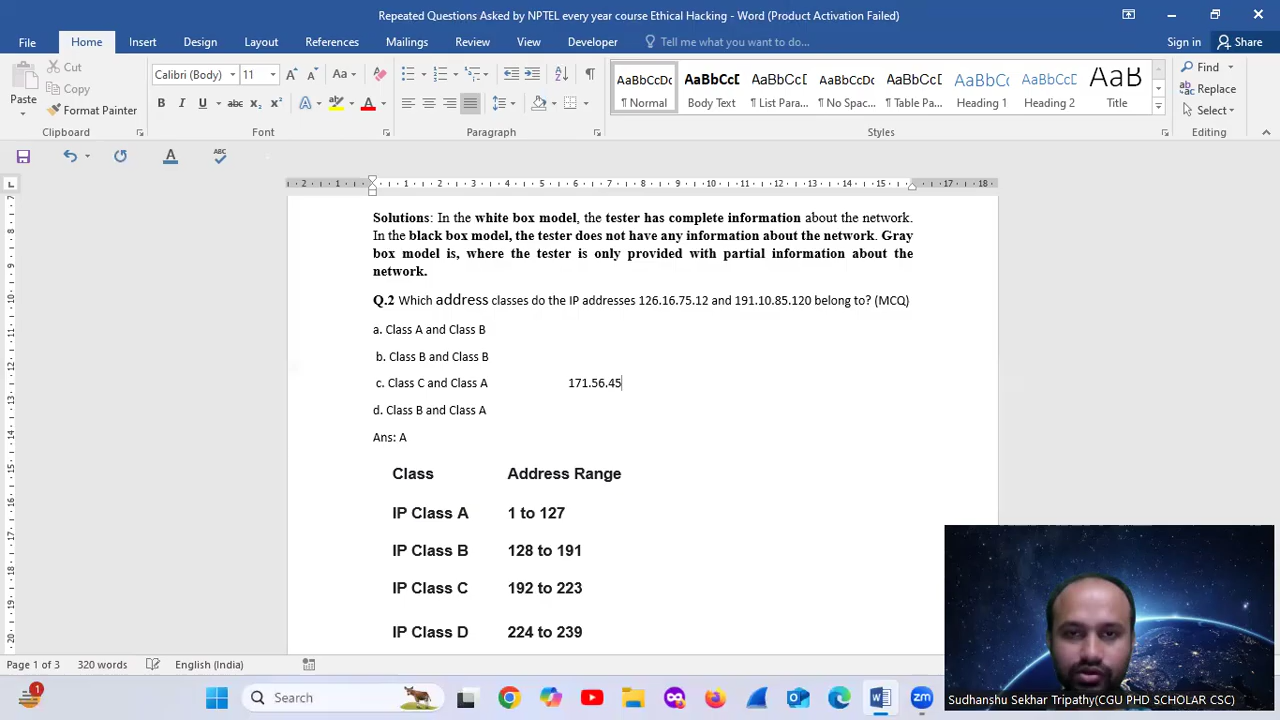 Repeated Questions Asked by NPTEL every year course Ethical Hacking - Word (Product Activation Failed)
File Home Insert Design Layout References Mailings Review View Developer Tell me what you want to do... Sign in Share
Cut
Copy
Format Painter
Paste
Clipboard
Calibri (Body) 11
Font
Paragraph
AaBbCcDc AaBbCcD AaBbCcDc AaBbCcDc AaBbCcD AaBbC AaBbCcD AaB
¶ Normal Body Text ¶ List Para... ¶ No Spac... ¶ Table Pa... Heading 1 Heading 2 Title
Styles
Find
Replace
Select
Editing
Solutions: In the white box model, the tester has complete information about the network.
In the black box model, the tester does not have any information about the network. Gray
box model is, where the tester is only provided with partial information about the
network.
Q.2 Which address classes do the IP addresses 126.16.75.12 and 191.10.85.120 belong to? (MCQ)
a. Class A and Class B
b. Class B and Class B
c. Class C and Class A 171.56.45
d. Class B and Class A
Ans: A
Class Address Range
IP Class A 1 to 127
IP Class B 128 to 191
IP Class C 192 to 223
IP Class D 224 to 239
Page 1 of 3 320 words English (India)
Search
Sudhanshu Sekhar Tripathy(CGU PHD SCHOLAR CSC)